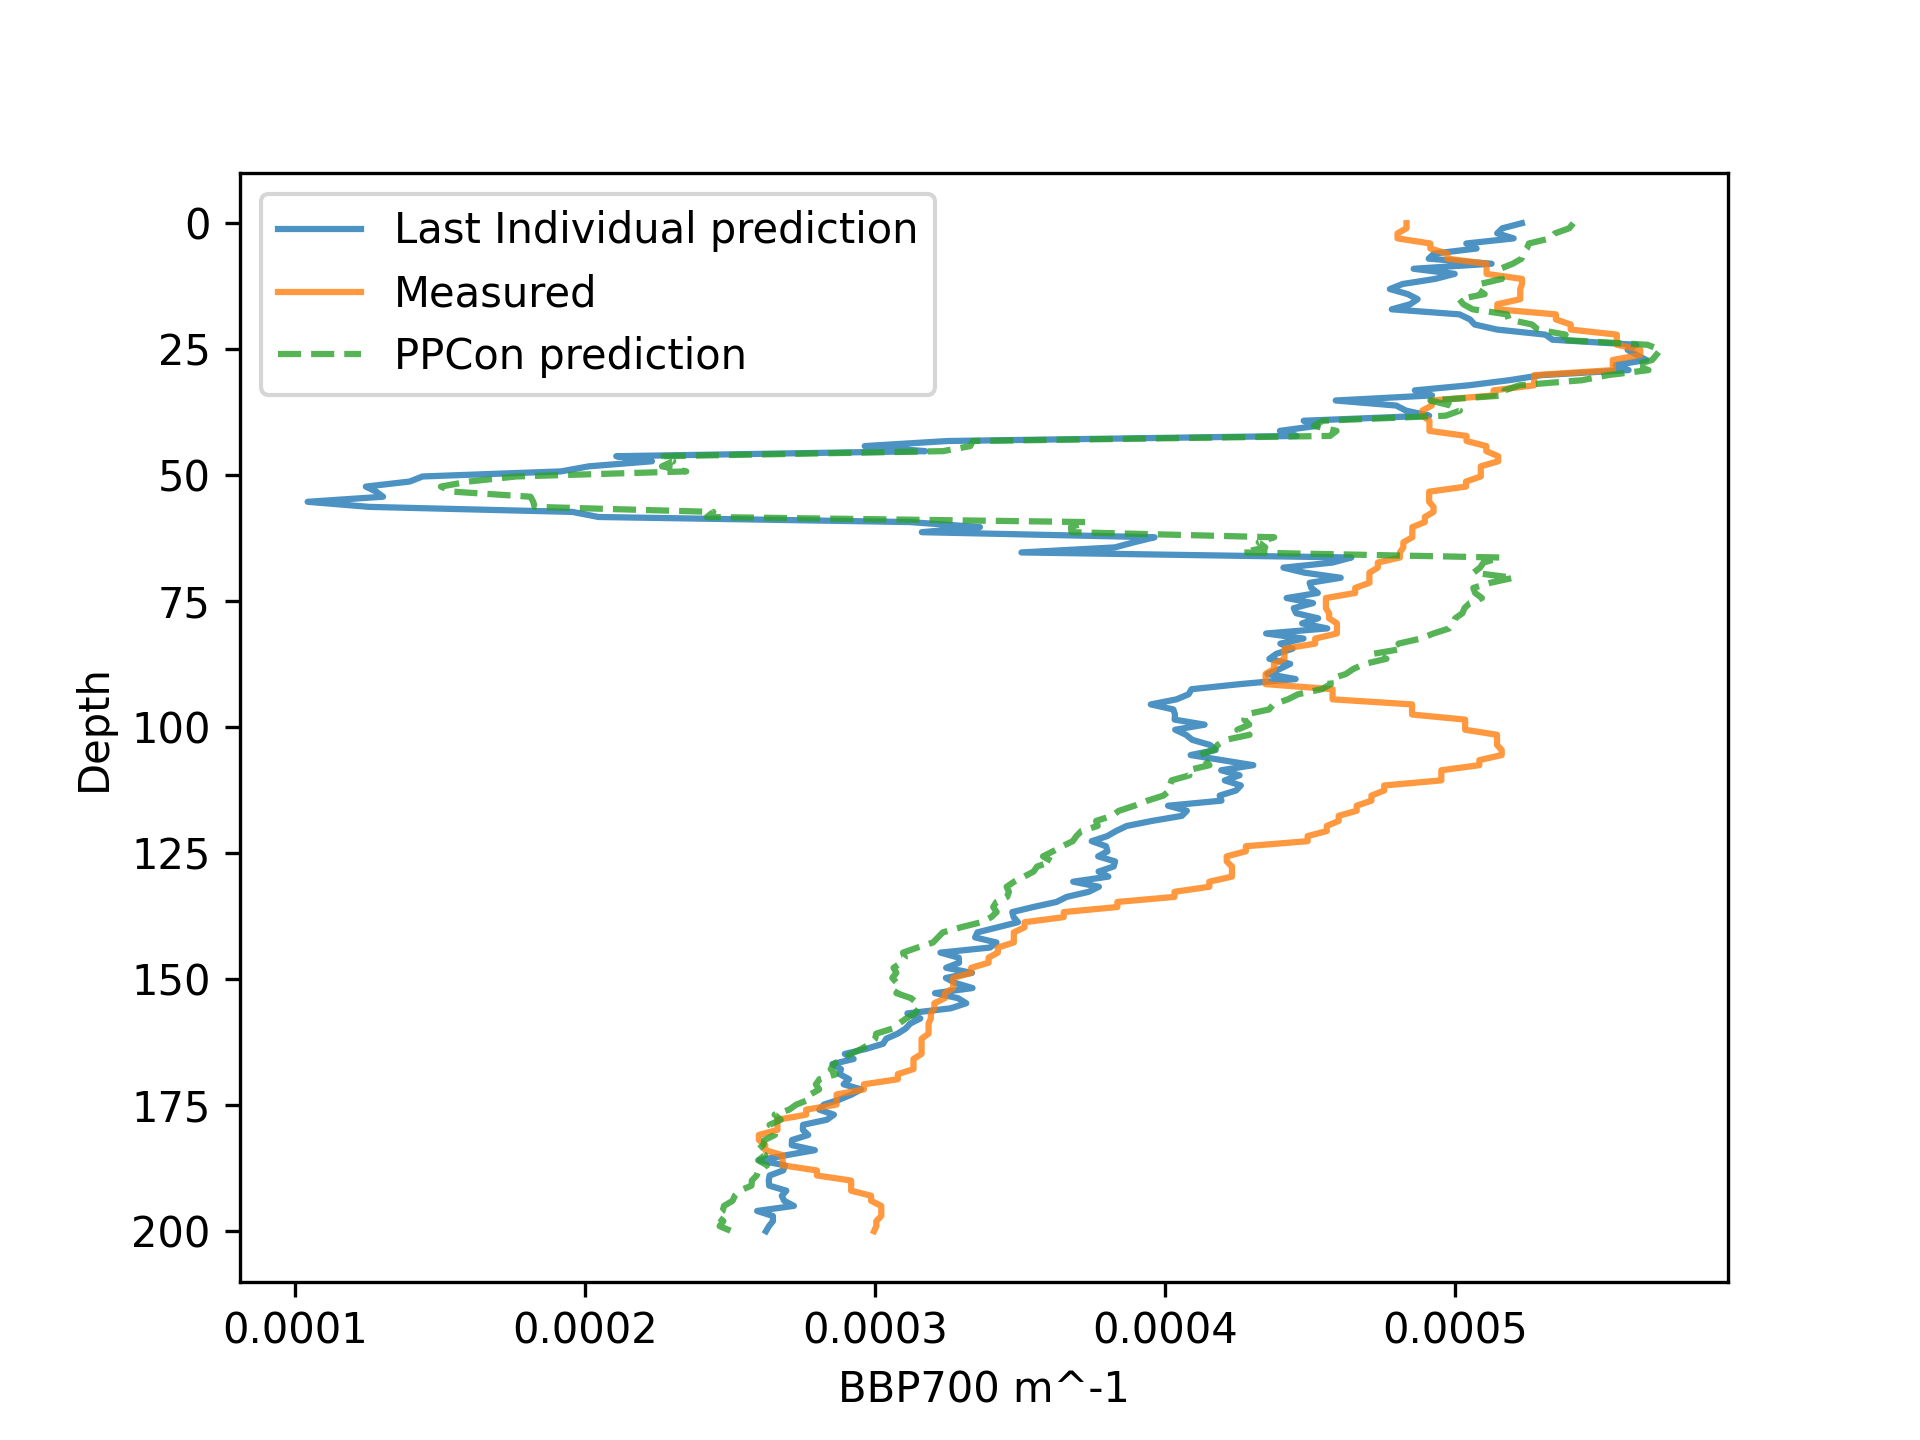 Last Individual prediction
Measured
PPCon prediction
0
25
50
75
100
125
150
175
200
Depth
0.0001 0.0002 0.0003 0.0004 0.0005
BBP700 m^-1